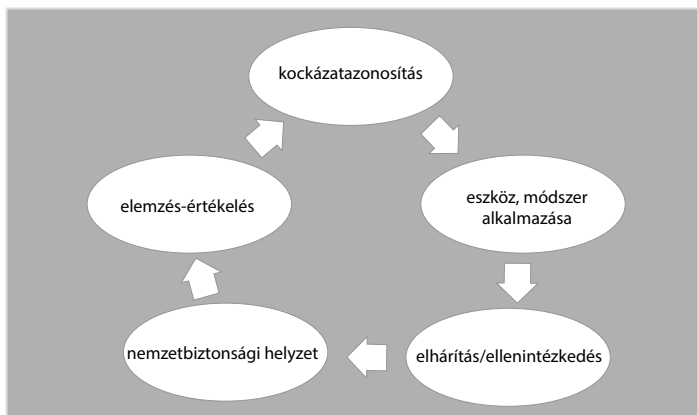 kockázatazonosítás
eszköz, módszer
alkalmazása
elhárítás/ellenintézkedés
nemzetbiztonsági helyzet
elemzés-értékelés